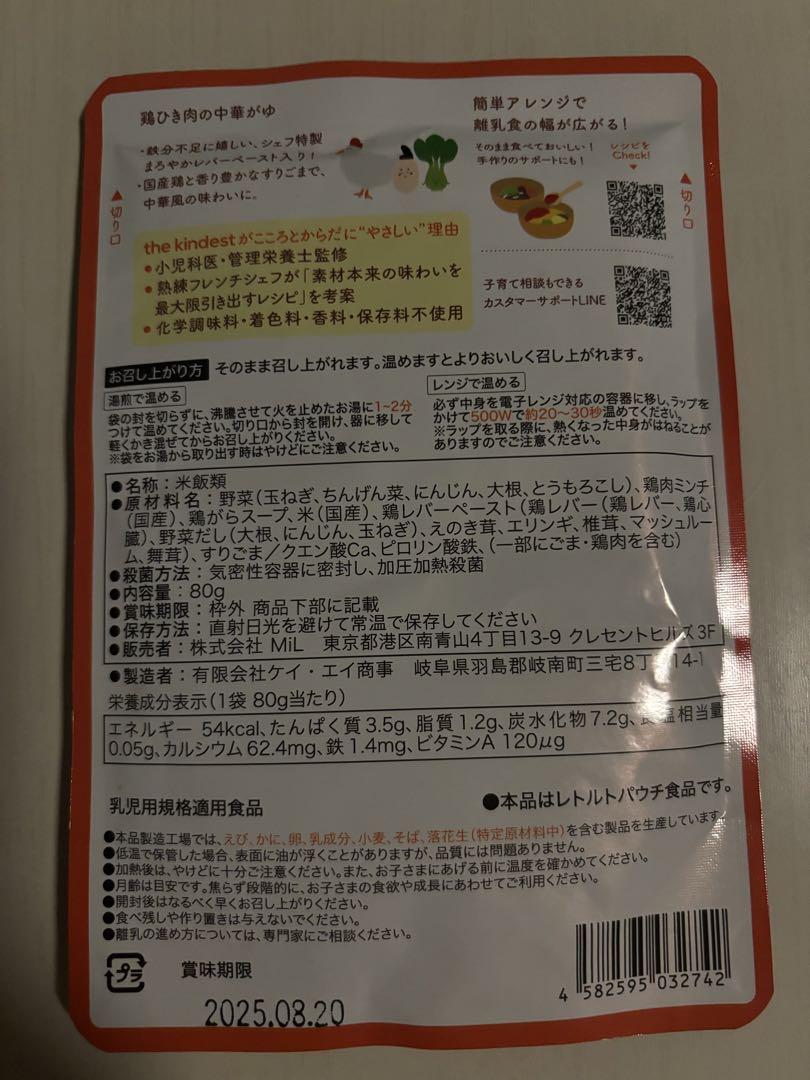 鶏ひき肉の中華がゆ
・鉄分不足に嬉しい、シェフ特製
まろやかレバーペースト入り！
・国産鶏と香り豊かなすりごまで、
中華風の味わいに。
簡単アレンジで
離乳食の幅が広がる！
そのまま食べておいしい！
手作りのサポートにも！
レシピを
Check!
▲切り口
▲切り口
the kindestがこころとからだに“やさしい”理由
●小児科医・管理栄養士監修
●熟練フレンチシェフが「素材本来の味わいを
最大限引き出すレシピ」を考案
●化学調味料・着色料・香料・保存料不使用
子育て相談もできる
カスタマーサポートLINE
お召し上がり方 そのまま召し上がれます。温めますとよりおいしく召し上がれます。
湯煎で温める
袋の封を切らずに、沸騰させて火を止めたお湯に1~2分
つけて温めてください。切り口から封を開け、器に移して
軽くかき混ぜてからお召し上がりください。
※袋をお湯から取り出す時はやけどにご注意ください。
レンジで温める
必ず中身を電子レンジ対応の容器に移し、ラップを
かけて500Wで約20~30秒温めてください。
※ラップを取る際に、熱くなった中身がはねることが
ありますのでご注意ください。
●名称：米飯類
●原材料名：野菜（玉ねぎ、ちんげん菜、にんじん、大根、とうもろこし）、鶏肉ミンチ
（国産）、鶏がらスープ、米（国産）、鶏レバーペースト（鶏レバー（鶏レバー、鶏心
臓）、野菜だし（大根、にんじん、玉ねぎ）、えのき茸、エリンギ、椎茸、マッシュルー
ム、舞茸）、すりごま／クエン酸Ca、ピロリン酸鉄、（一部にごま・鶏肉を含む）
●殺菌方法：気密性容器に密封し、加圧加熱殺菌
●内容量：80g
●賞味期限：枠外 商品下部に記載
●保存方法：直射日光を避けて常温で保存してください
●販売者：株式会社 MiL 東京都港区南青山4丁目13-9 クレセントヒルズ3F
●製造者：有限会社ケイ・エイ商事 岐阜県羽島郡岐南町三宅8丁 14-1
栄養成分表示（1袋 80g当たり）
エネルギー 54kcal、たんぱく質3.5g、脂質1.2g、炭水化物7.2g、食塩相当量
0.05g、カルシウム62.4mg、鉄1.4mg、ビタミンA 120μg
乳児用規格適用食品
●本品はレトルトパウチ食品です。
●本品製造工場では、えび、かに、卵、乳成分、小麦、そば、落花生（特定原材料中）を含む製品を生産しています。
●低温で保管した場合、表面に油が浮くことがありますが、品質には問題ありません。
●加熱後は、やけどに十分ご注意ください。また、お子さまにあげる前に温度を確かめてください。
●月齢は目安です。焦らず段階的に、お子さまの食欲や成長にあわせてご利用ください。
●開封後はなるべく早くお召し上がりください。
●食べ残しや作り置きは与えないでください。
●離乳の進め方については、専門家にご相談ください。
プラ
賞味期限
2025.08.20
4 582595 032742